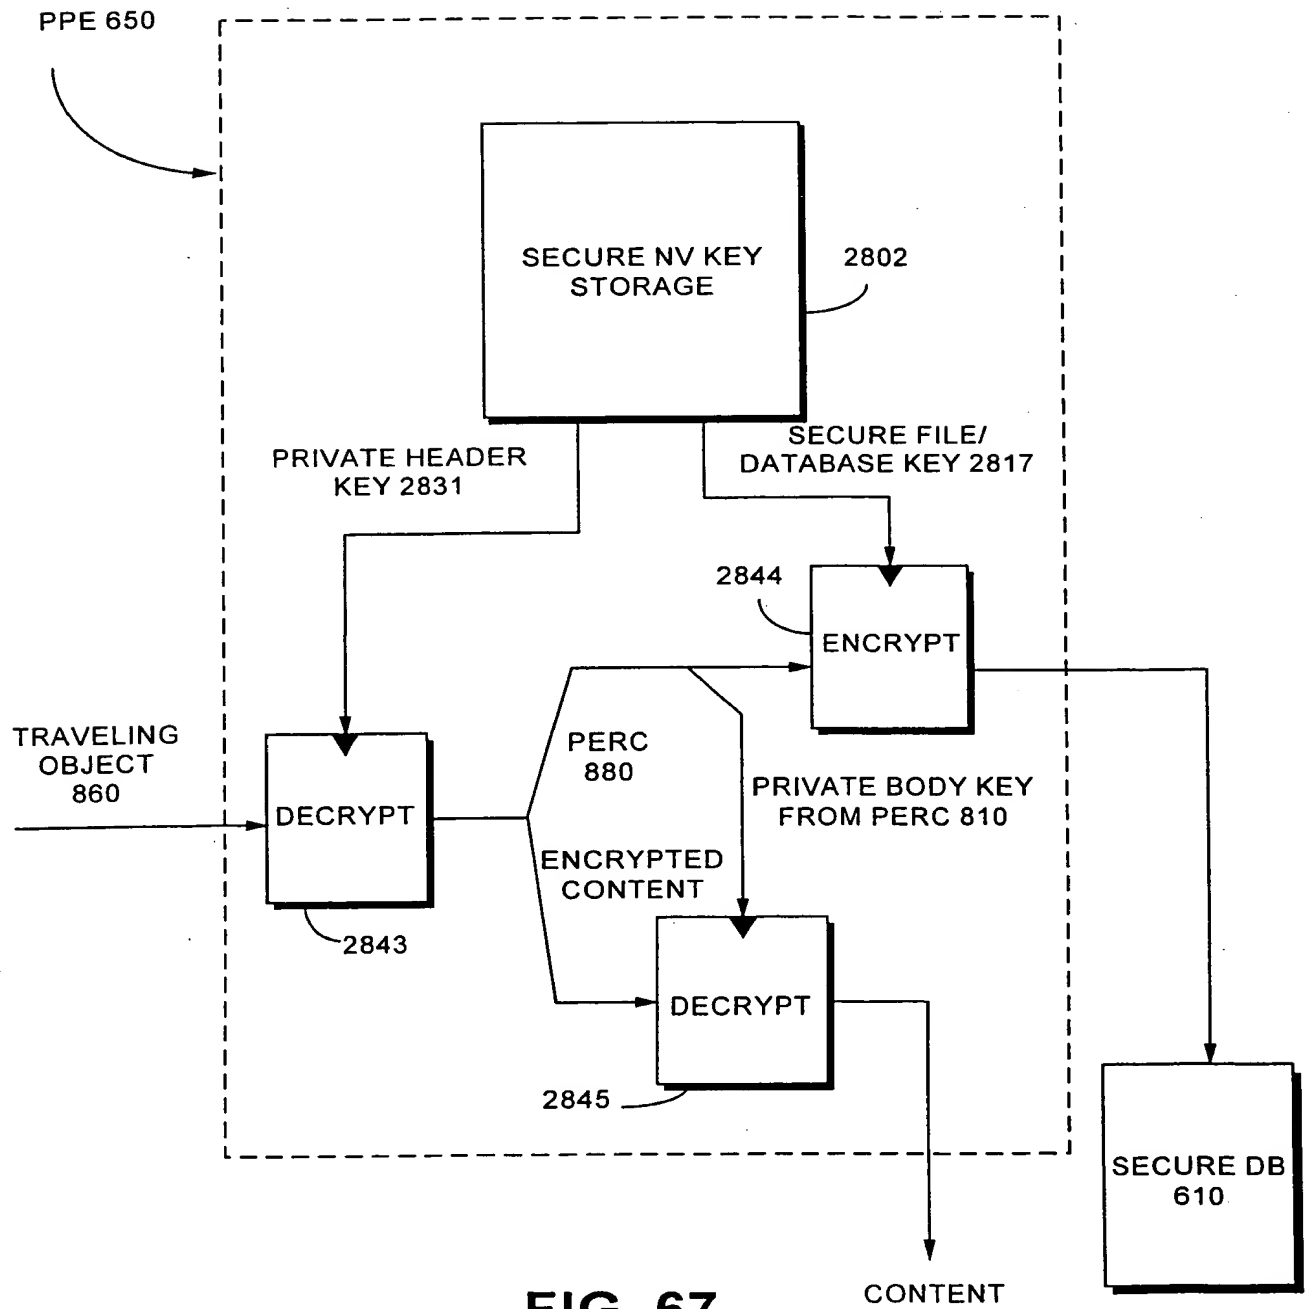 PPE 650
SECURE NV KEY
STORAGE
2802
PRIVATE HEADER
KEY 2831
SECURE FILE/
DATABASE KEY 2817
2844
ENCRYPT
TRAVELING
OBJECT
860
DECRYPT
PERC
880
PRIVATE BODY KEY
FROM PERC 810
ENCRYPTED
CONTENT
2843
DECRYPT
2845
SECURE DB
610
CONTENT
FIG. 67